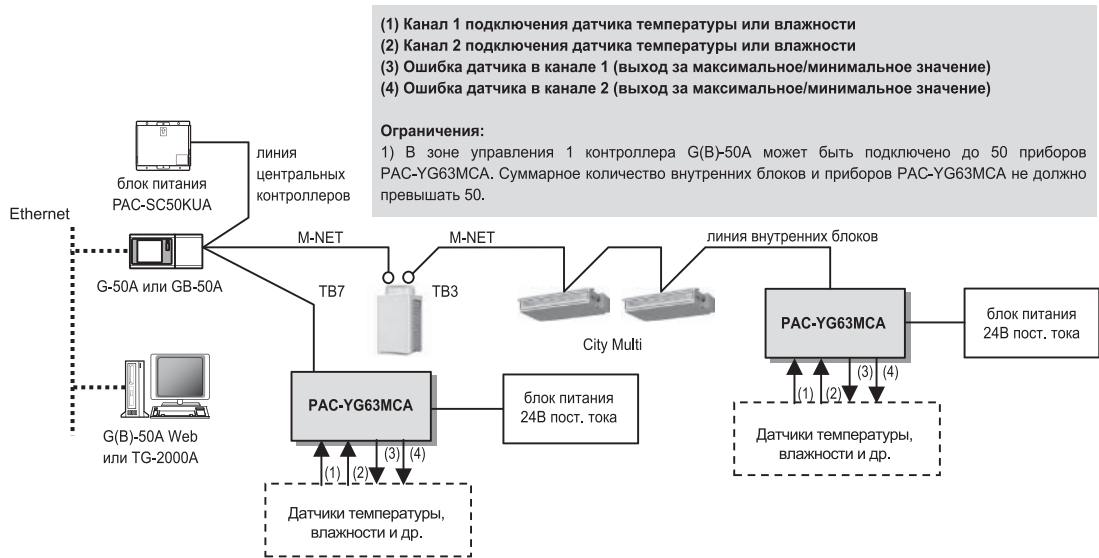 (1) Канал 1 подключения датчика температуры или влажности
(2) Канал 2 подключения датчика температуры или влажности
(3) Ошибка датчика в канале 1 (выход за максимальное/минимальное значение)
(4) Ошибка датчика в канале 2 (выход за максимальное/минимальное значение)
Ограничения:
1) В зоне управления 1 контроллера G(B)-50A может быть подключено до 50 приборов
PAC-YG63MCA. Суммарное количество внутренних блоков и приборов PAC-YG63MCA не должно
превышать 50.
блок питания
PAC-SC50KUA
линия
центральных
контроллеров
Ethernet
G-50A или GB-50A
M-NET
M-NET
линия внутренних блоков
TB7
TB3
City Multi
PAC-YG63MCA
блок питания
24В пост. тока
(1)
(2)
(3)
(4)
Датчики температуры,
влажности и др.
G(B)-50A Web
или TG-2000A
PAC-YG63MCA
блок питания
24В пост. тока
(1)
(2)
(3)
(4)
Датчики температуры,
влажности и др.